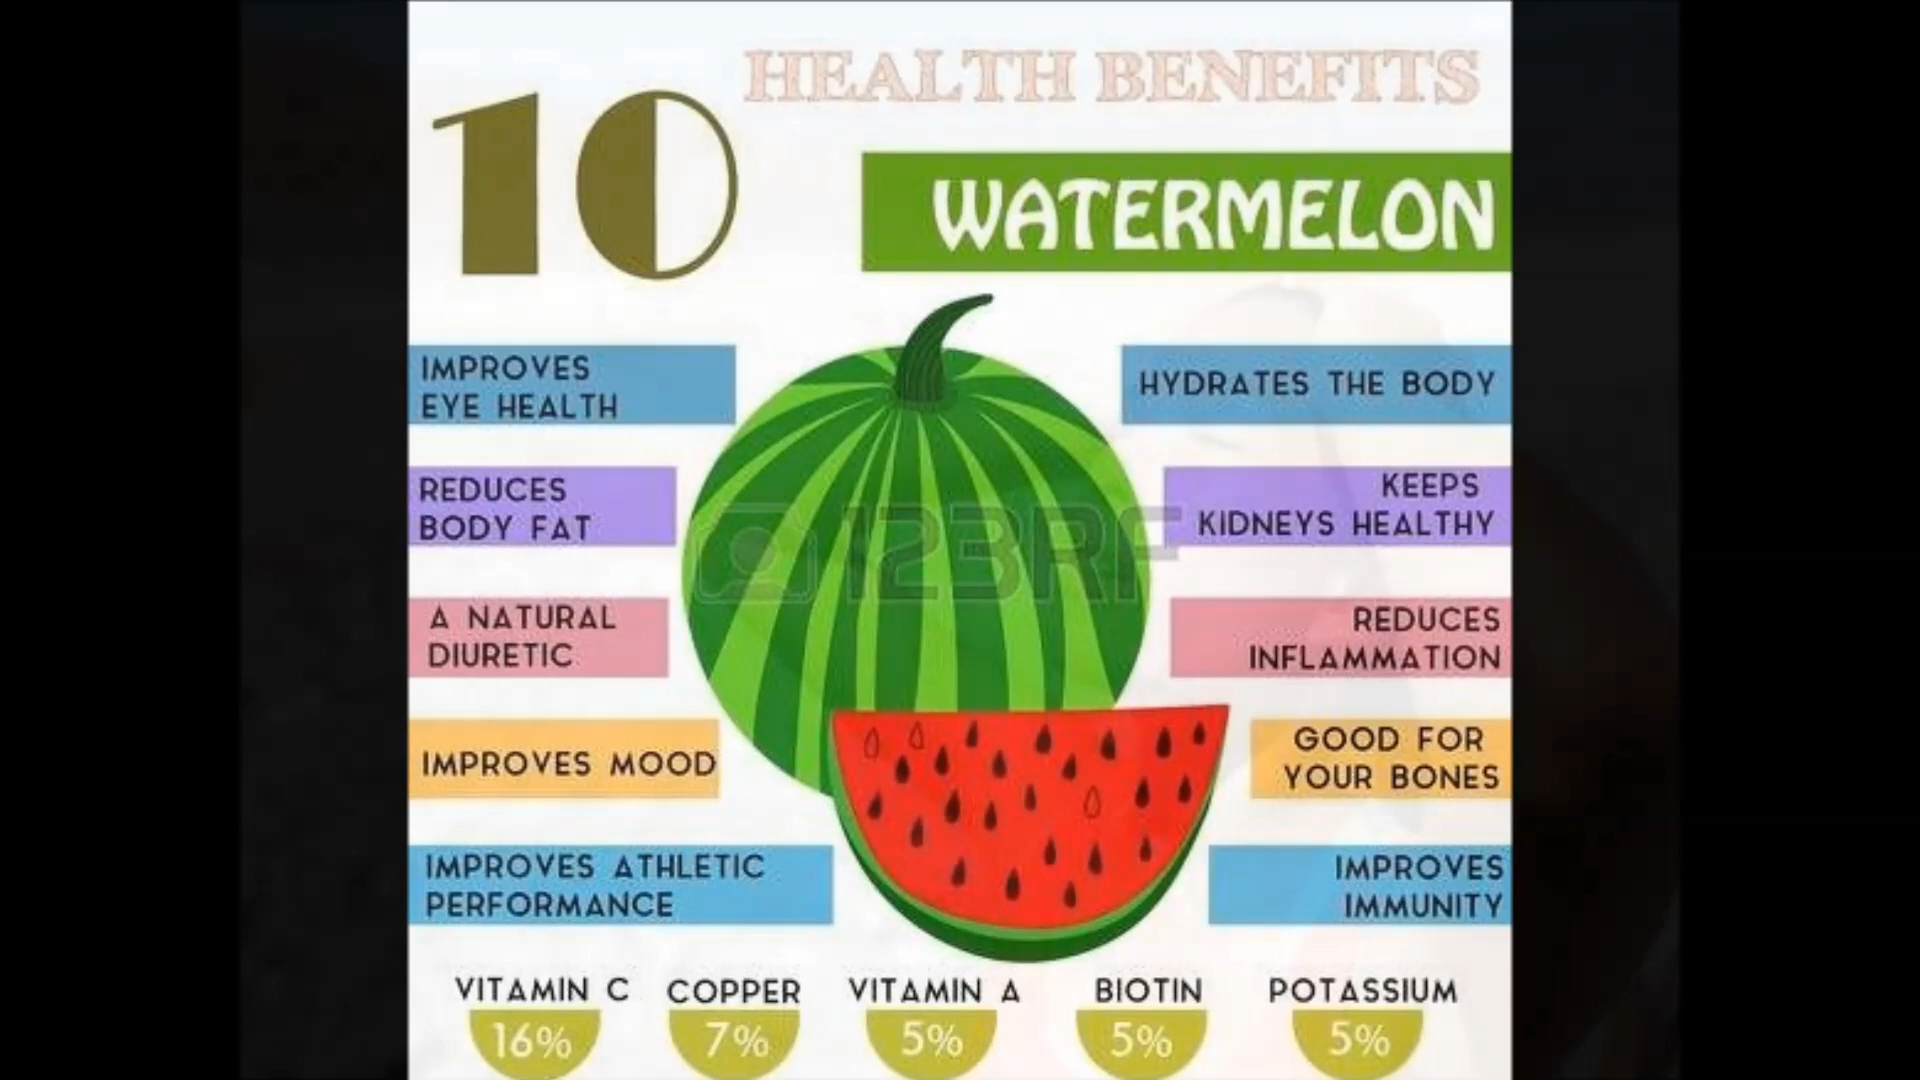 10
HEALTH BENEFITS
WATERMELON
IMPROVES
EYE HEALTH
HYDRATES THE BODY
REDUCES
BODY FAT
KEEPS
KIDNEYS HEALTHY
A NATURAL
DIURETIC
REDUCES
INFLAMMATION
IMPROVES MOOD
GOOD FOR
YOUR BONES
IMPROVES ATHLETIC
PERFORMANCE
IMPROVES
IMMUNITY
123RF
VITAMIN C COPPER VITAMIN A BIOTIN POTASSIUM
16% 7% 5% 5% 5%